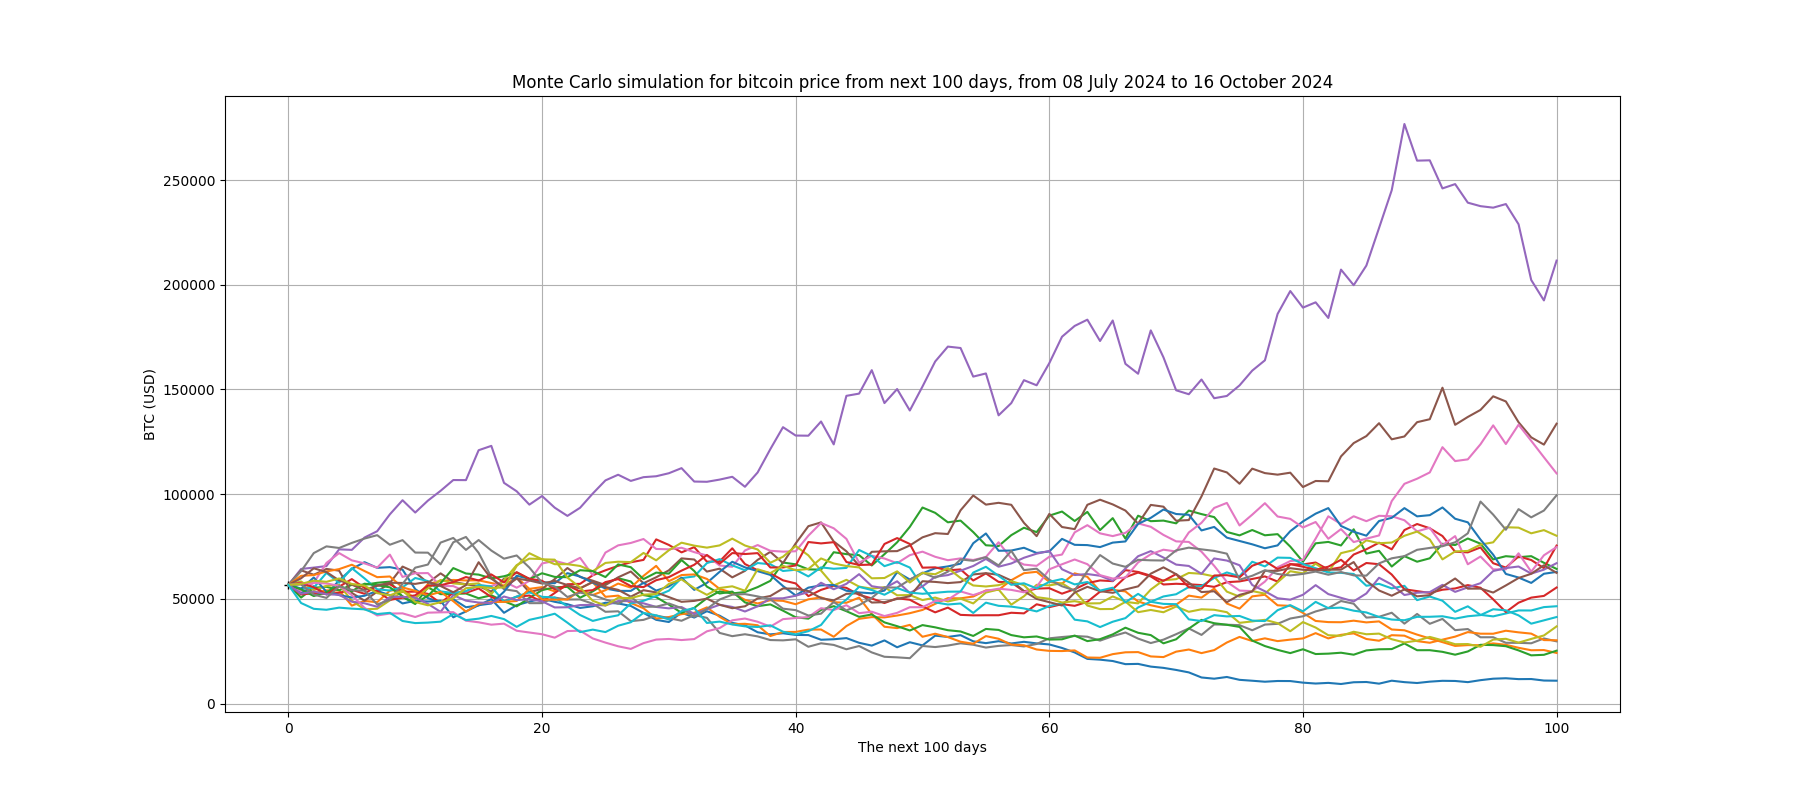 Monte Carlo simulation for bitcoin price from next 100 days, from 08 July 2024 to 16 October 2024
250000
200000
150000
100000
50000
0
BTC (USD)
0 20 40 60 80 100
The next 100 days